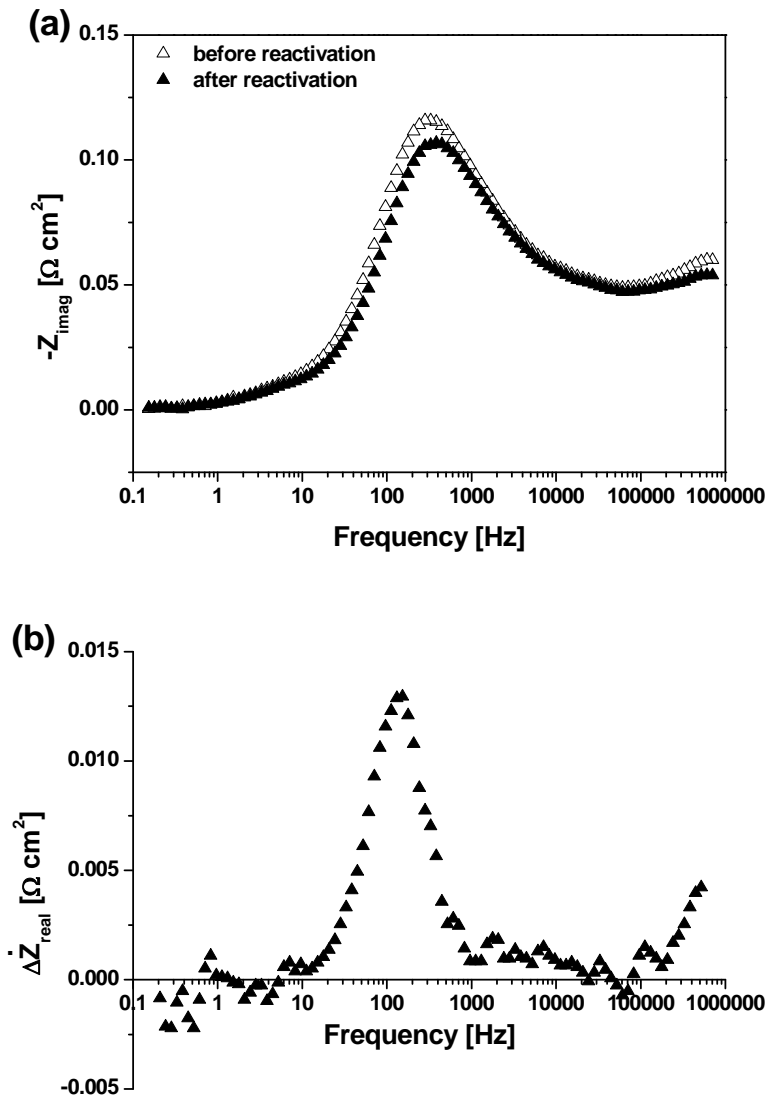 (a)
0.15
0.10
0.05
0.00
-Z_imag [Ω cm²]
△ before reactivation
▲ after reactivation
0.1 1 10 100 1000 10000 100000 1000000
Frequency [Hz]
(b)
0.015
0.010
0.005
0.000
-0.005
ΔŻ_real [Ω cm²]
0.1 1 10 100 1000 10000 100000 1000000
Frequency [Hz]